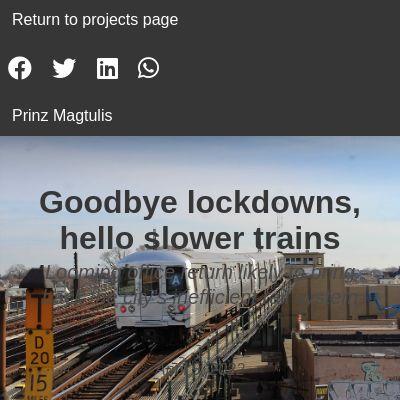 Return to projects page
Prinz Magtulis
Goodbye lockdowns,
hello slower trains
Looming office return likely to bring
city's inefficient system
A
T
D
20
15
MILES